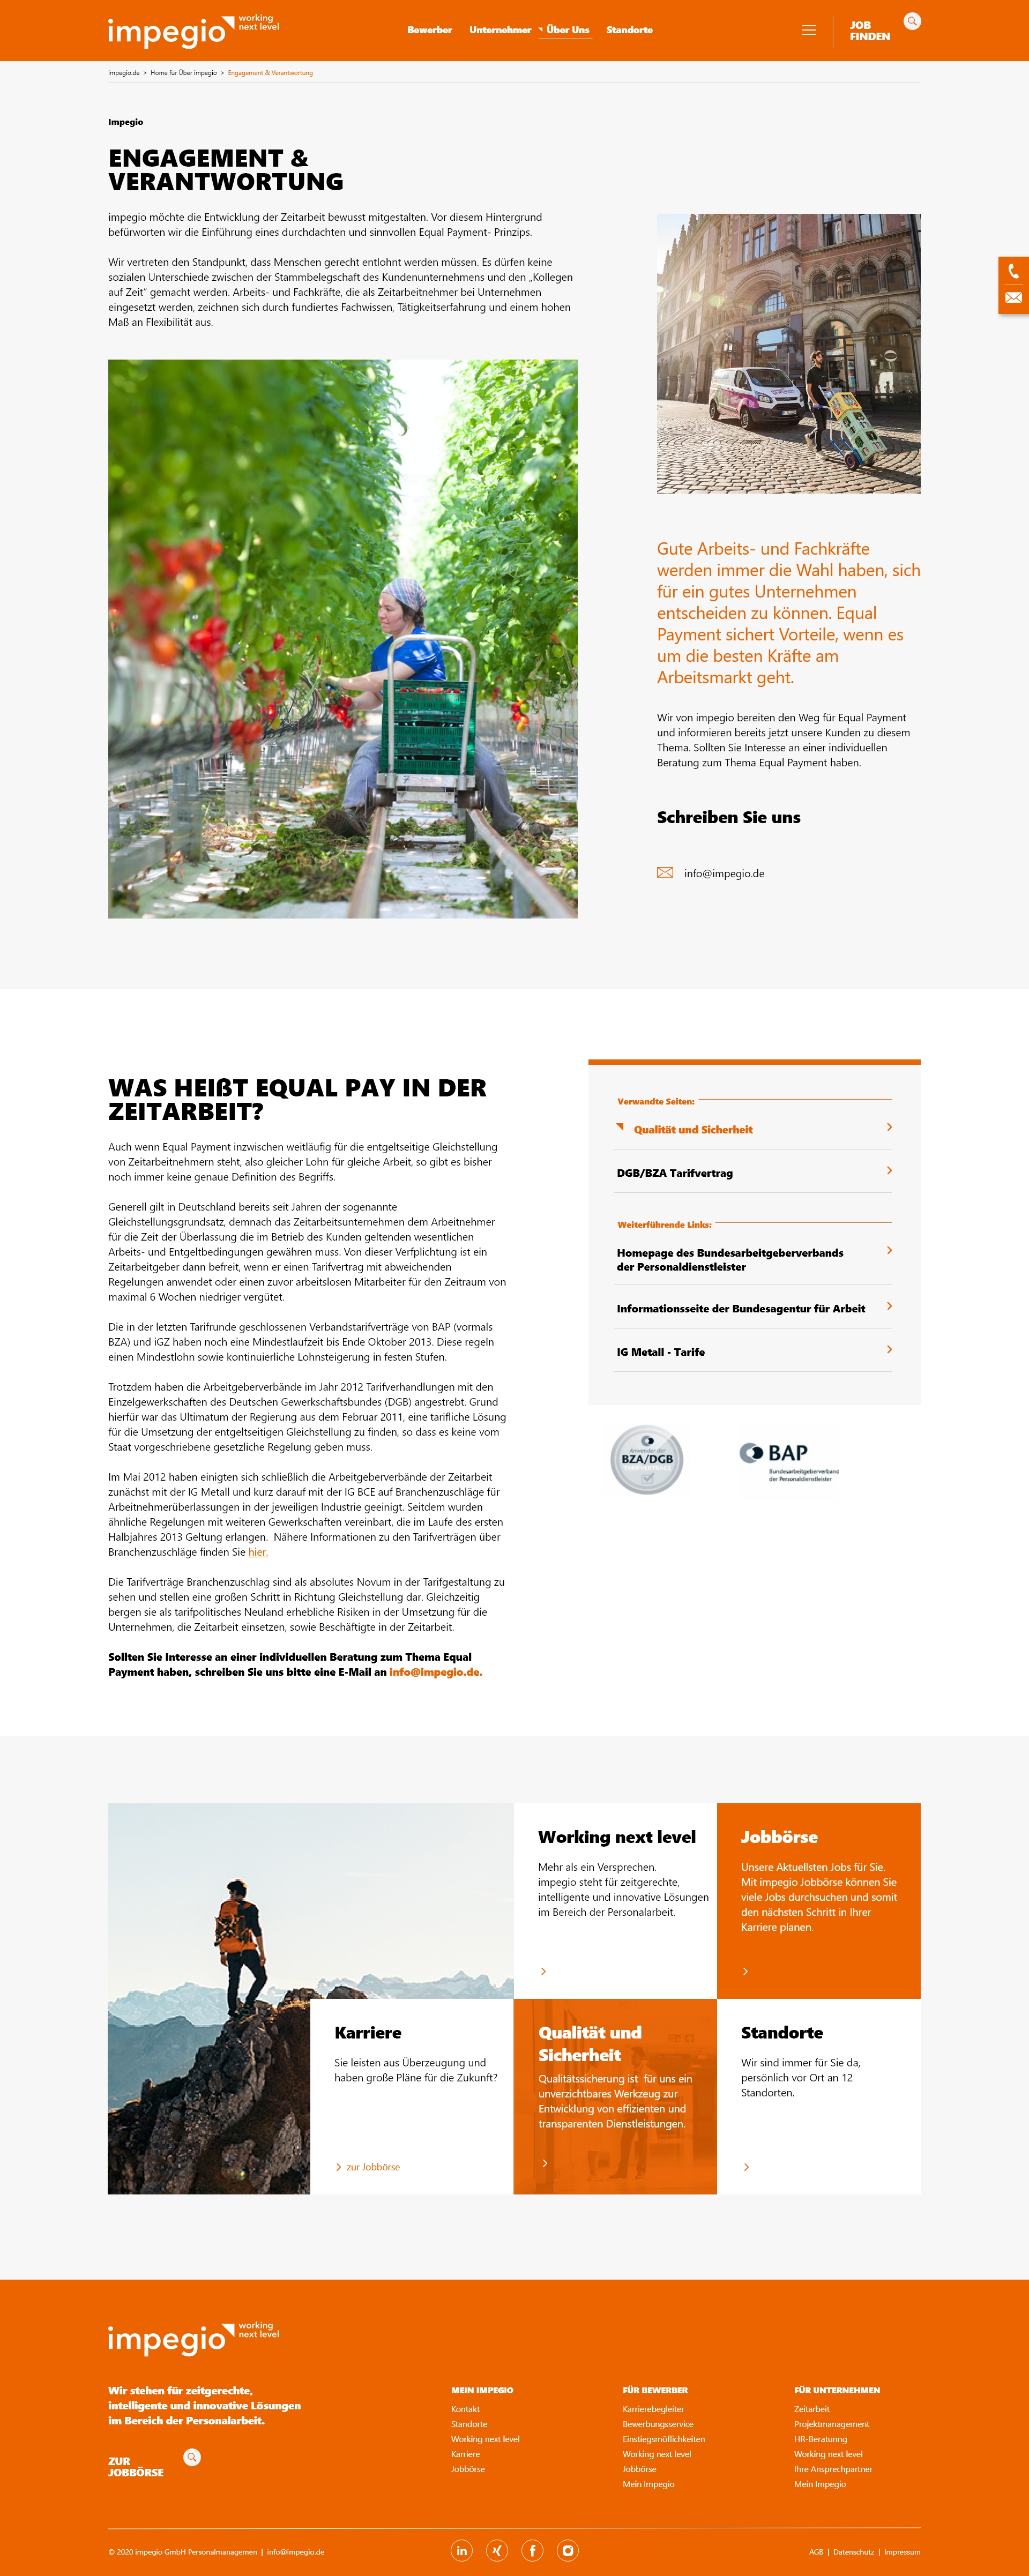 impegio working
next level
Bewerber Unternehmer Über Uns Standorte
JOB
FINDEN
impegio.de > Home für Über impegio > Engagement & Verantwortung
Impegio
ENGAGEMENT &
VERANTWORTUNG
impegio möchte die Entwicklung der Zeitarbeit bewusst mitgestalten. Vor diesem Hintergrund
befürworten wir die Einführung eines durchdachten und sinnvollen Equal Payment- Prinzips.
Wir vertreten den Standpunkt, dass Menschen gerecht entlohnt werden müssen. Es dürfen keine
sozialen Unterschiede zwischen der Stammbelegschaft des Kundenunternehmens und den „Kollegen
auf Zeit“ gemacht werden. Arbeits- und Fachkräfte, die als Zeitarbeitnehmer bei Unternehmen
eingesetzt werden, zeichnen sich durch fundiertes Fachwissen, Tätigkeitserfahrung und einem hohen
Maß an Flexibilität aus.
Gute Arbeits- und Fachkräfte
werden immer die Wahl haben, sich
für ein gutes Unternehmen
entscheiden zu können. Equal
Payment sichert Vorteile, wenn es
um die besten Kräfte am
Arbeitsmarkt geht.
Wir von impegio bereiten den Weg für Equal Payment
und informieren bereits jetzt unsere Kunden zu diesem
Thema. Sollten Sie Interesse an einer individuellen
Beratung zum Thema Equal Payment haben.
Schreiben Sie uns
info@impegio.de
WAS HEIßT EQUAL PAY IN DER
ZEITARBEIT?
Auch wenn Equal Payment inzwischen weitläufig für die entgeltseitige Gleichstellung
von Zeitarbeitnehmern steht, also gleicher Lohn für gleiche Arbeit, so gibt es bisher
noch immer keine genaue Definition des Begriffs.
Generell gilt in Deutschland bereits seit Jahren der sogenannte
Gleichstellungsgrundsatz, demnach das Zeitarbeitsunternehmen dem Arbeitnehmer
für die Zeit der Überlassung die im Betrieb des Kunden geltenden wesentlichen
Arbeits- und Entgeltbedingungen gewähren muss. Von dieser Verfplichtung ist ein
Zeitarbeitgeber dann befreit, wenn er einen Tarifvertrag mit abweichenden
Regelungen anwendet oder einen zuvor arbeitslosen Mitarbeiter für den Zeitraum von
maximal 6 Wochen niedriger vergütet.
Die in der letzten Tarifrunde geschlossenen Verbandstarifverträge von BAP (vormals
BZA) und iGZ haben noch eine Mindestlaufzeit bis Ende Oktober 2013. Diese regeln
einen Mindestlohn sowie kontinuierliche Lohnsteigerung in festen Stufen.
Trotzdem haben die Arbeitgeberverbände im Jahr 2012 Tarifverhandlungen mit den
Einzelgewerkschaften des Deutschen Gewerkschaftsbundes (DGB) angestrebt. Grund
hierfür war das Ultimatum der Regierung aus dem Februar 2011, eine tarifliche Lösung
für die Umsetzung der entgeltseitigen Gleichstellung zu finden, so dass es keine vom
Staat vorgeschriebene gesetzliche Regelung geben muss.
Im Mai 2012 haben einigten sich schließlich die Arbeitgeberverbände der Zeitarbeit
zunächst mit der IG Metall und kurz darauf mit der IG BCE auf Branchenzuschläge für
Arbeitnehmerüberlassungen in der jeweiligen Industrie geeinigt. Seitdem wurden
ähnliche Regelungen mit weiteren Gewerkschaften vereinbart, die im Laufe des ersten
Halbjahres 2013 Geltung erlangen. Nähere Informationen zu den Tarifverträgen über
Branchenzuschläge finden Sie hier.
Die Tarifverträge Branchenzuschlag sind als absolutes Novum in der Tarifgestaltung zu
sehen und stellen eine großen Schritt in Richtung Gleichstellung dar. Gleichzeitig
bergen sie als tarifpolitisches Neuland erhebliche Risiken in der Umsetzung für die
Unternehmen, die Zeitarbeit einsetzen, sowie Beschäftigte in der Zeitarbeit.
Sollten Sie Interesse an einer individuellen Beratung zum Thema Equal
Payment haben, schreiben Sie uns bitte eine E-Mail an info@impegio.de.
Verwandte Seiten:
Qualität und Sicherheit
DGB/BZA Tarifvertrag
Weiterführende Links:
Homepage des Bundesarbeitgeberverbands
der Personaldienstleister
Informationsseite der Bundesagentur für Arbeit
IG Metall - Tarife
Anwender der
BZA/DGB
BAP
Bundesarbeitgeberverband
der Personaldienstleister
Working next level
Mehr als ein Versprechen.
impegio steht für zeitgerechte,
intelligente und innovative Lösungen
im Bereich der Personalarbeit.
Jobbörse
Unsere Aktuellsten Jobs für Sie.
Mit impegio Jobbörse können Sie
viele Jobs durchsuchen und somit
den nächsten Schritt in Ihrer
Karriere planen.
Karriere
Sie leisten aus Überzeugung und
haben große Pläne für die Zukunft?
zur Jobbörse
Qualität und
Sicherheit
Qualitätssicherung ist für uns ein
unverzichtbares Werkzeug zur
Entwicklung von effizienten und
transparenten Dienstleistungen.
Standorte
Wir sind immer für Sie da,
persönlich vor Ort an 12
Standorten.
impegio working
next level
Wir stehen für zeitgerechte,
intelligente und innovative Lösungen
im Bereich der Personalarbeit.
ZUR
JOBBÖRSE
MEIN IMPEGIO
Kontakt
Standorte
Working next level
Karriere
Jobbörse
FÜR BEWERBER
Karrierebegleiter
Bewerbungsservice
Einstiegsmöflichkeiten
Working next level
Jobbörse
Mein Impegio
FÜR UNTERNEHMEN
Zeitarbeit
Projektmanagement
HR-Beratunng
Working next level
Ihre Ansprechpartner
Mein Impegio
© 2020 impegio GmbH Personalmanagemen | info@impegio.de
AGB | Datenschutz | Impressum